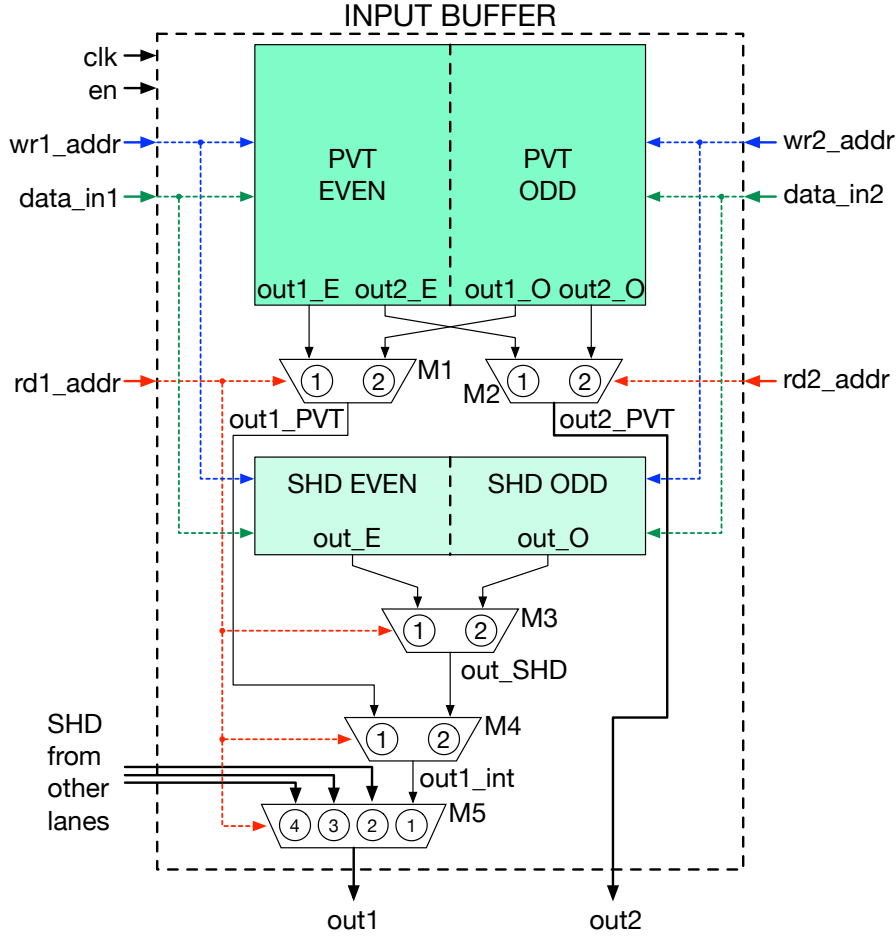 INPUT BUFFER
clk
en
wr1_addr
data_in1
wr2_addr
data_in2
PVT
EVEN
PVT
ODD
out1_E
out2_E
out1_O
out2_O
1
2
M1
M2
1
2
rd1_addr
rd2_addr
out1_PVT
out2_PVT
SHD EVEN
SHD ODD
out_E
out_O
1
2
M3
out_SHD
1
2
M4
SHD
from
other
lanes
out1_int
4
3
2
1
M5
out1
out2